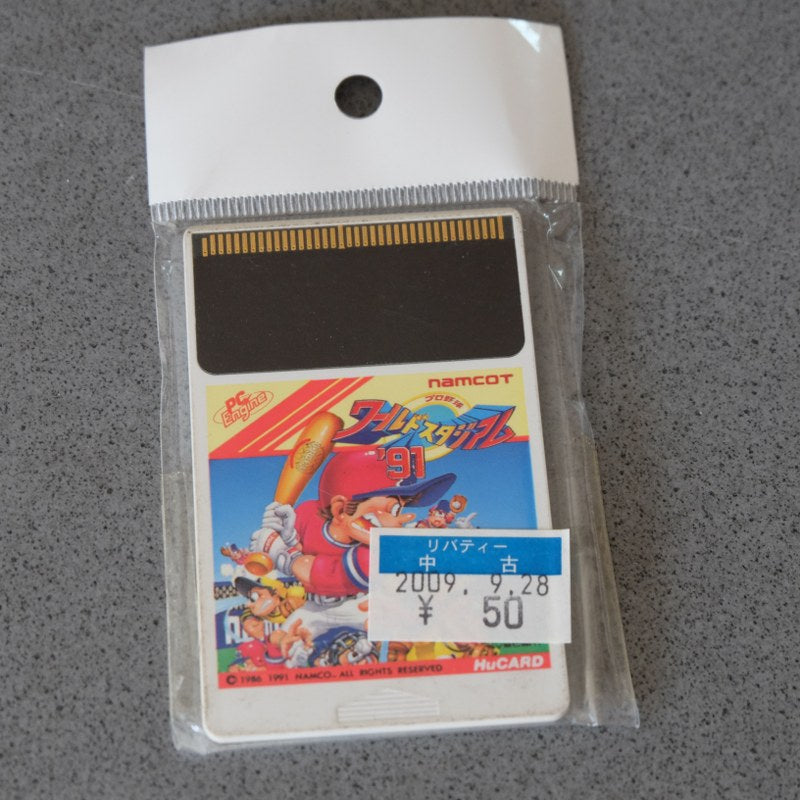 PC Engine
namcoT
プロ野球
ワールドスタジアム
'91
リバティー
中 古
2009. 9.28
¥ 50
HuCARD
© 1986 1991 NAMCO., ALL RIGHTS RESERVED